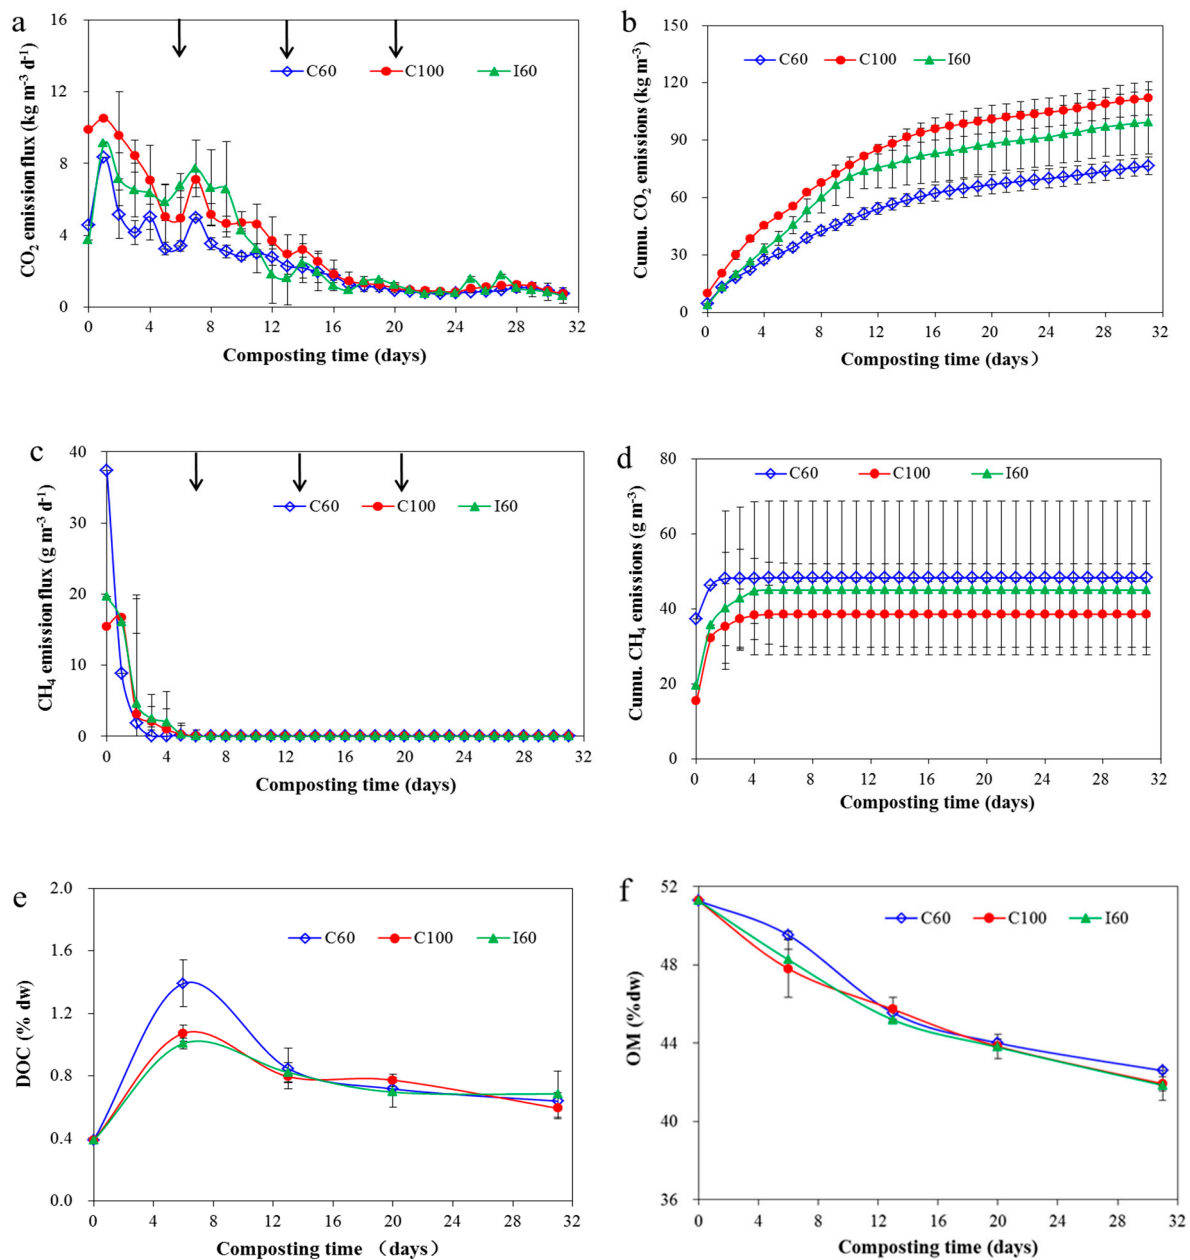 a
CO2 emission flux (kg m-3 d-1)
16
12
8
4
0
C60 C100 I60
0 4 8 12 16 20 24 28 32
Composting time (days)
b
Cumu. CO2 emissions (kg m-3)
150
120
90
60
30
0
C60 C100 I60
0 4 8 12 16 20 24 28 32
Composting time (days)
c
CH4 emission flux (g m-3 d-1)
40
30
20
10
0
C60 C100 I60
0 4 8 12 16 20 24 28 32
Composting time (days)
d
Cumu. CH4 emissions (g m-3)
80
60
40
20
0
C60 C100 I60
0 4 8 12 16 20 24 28 32
Composting time (days)
e
DOC (% dw)
2.0
1.6
1.2
0.8
0.4
0.0
C60 C100 I60
0 4 8 12 16 20 24 28 32
Composting time （days）
f
OM (%dw)
52
48
44
40
36
C60 C100 I60
0 4 8 12 16 20 24 28 32
Composting time (days)